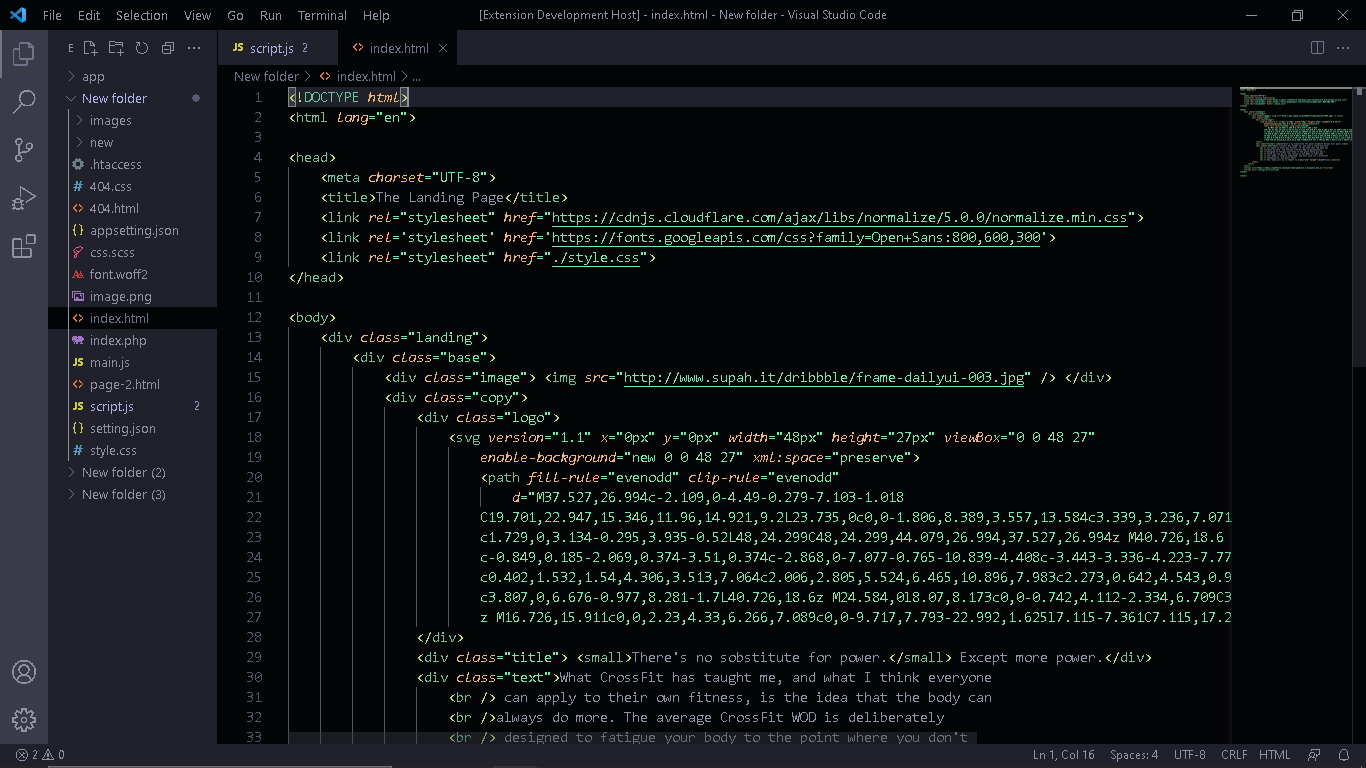 File Edit Selection View Go Run Terminal Help [Extension Development Host] - index.html - New folder - Visual Studio Code
E
JS script.js 2 <> index.html
app
New folder
images
new
.htaccess
# 404.css
<> 404.html
{} appsetting.json
css.scss
font.woff2
image.png
<> index.html
index.php
JS main.js
<> page-2.html
JS script.js 2
{} setting.json
# style.css
New folder (2)
New folder (3)
New folder > <> index.html > ...
1 <!DOCTYPE html>
2 <html lang="en">
3
4 <head>
5 <meta charset="UTF-8">
6 <title>The Landing Page</title>
7 <link rel="stylesheet" href="https://cdnjs.cloudflare.com/ajax/libs/normalize/5.0.0/normalize.min.css">
8 <link rel='stylesheet' href='https://fonts.googleapis.com/css?family=Open+Sans:800,600,300'>
9 <link rel="stylesheet" href="./style.css">
10 </head>
11
12 <body>
13 <div class="landing">
14 <div class="base">
15 <div class="image"> <img src="http://www.supah.it/dribbble/frame-dailyui-003.jpg" /> </div>
16 <div class="copy">
17 <div class="logo">
18 <svg version="1.1" x="0px" y="0px" width="48px" height="27px" viewBox="0 0 48 27"
19 enable-background="new 0 0 48 27" xml:space="preserve">
20 <path fill-rule="evenodd" clip-rule="evenodd"
21 d="M37.527,26.994c-2.109,0-4.49-0.279-7.103-1.018
22 C19.701,22.947,15.346,11.96,14.921,9.2L23.735,0c0,0-1.806,8.389,3.557,13.584c3.339,3.236,7.071
23 c1.729,0,3.134-0.295,3.935-0.52L48,24.299C48,24.299,44.079,26.994,37.527,26.994z M40.726,18.6
24 c-0.849,0.185-2.069,0.374-3.51,0.374c-2.868,0-7.077-0.765-10.839-4.408c-3.443-3.336-4.223-7.77
25 c0.402,1.532,1.54,4.306,3.513,7.064c2.006,2.805,5.524,6.465,10.896,7.983c2.273,0.642,4.543,0.9
26 c3.807,0,6.676-0.977,8.281-1.7L40.726,18.6z M24.584,0l8.07,8.173c0,0-0.742,4.112-2.334,6.709C3
27 z M16.726,15.911c0,0,2.23,4.33,6.266,7.089c0,0-9.717,7.793-22.992,1.625l7.115-7.361C7.115,17.2
28 </div>
29 <div class="title"> <small>There's no sobstitute for power.</small> Except more power.</div>
30 <div class="text">What CrossFit has taught me, and what I think everyone
31 <br /> can apply to their own fitness, is the idea that the body can
32 <br />always do more. The average CrossFit WOD is deliberately
33 <br /> designed to fatigue your body to the point where you don't
2 0 Ln 1, Col 16 Spaces: 4 UTF-8 CRLF HTML